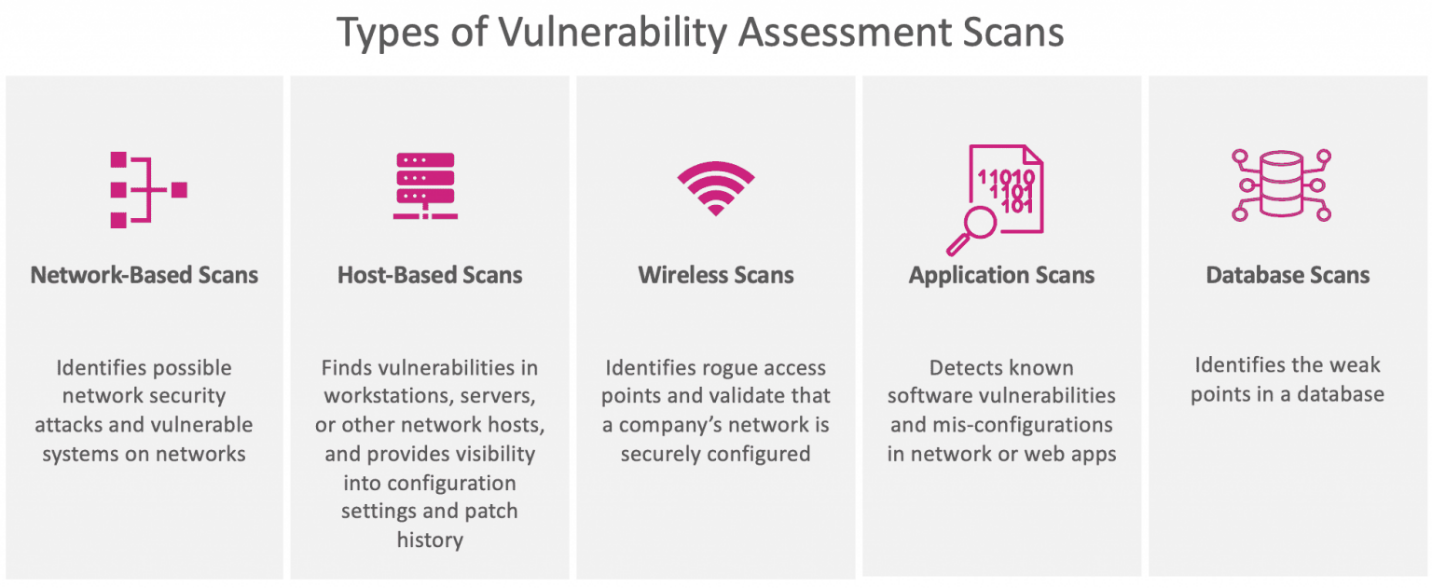 Types of Vulnerability Assessment Scans
11010
1101
101
Network-Based Scans
Identifies possible
network security
attacks and vulnerable
systems on networks
Host-Based Scans
Finds vulnerabilities in
workstations, servers,
or other network hosts,
and provides visibility
into configuration
settings and patch
history
Wireless Scans
Identifies rogue access
points and validate that
a company’s network is
securely configured
Application Scans
Detects known
software vulnerabilities
and mis-configurations
in network or web apps
Database Scans
Identifies the weak
points in a database